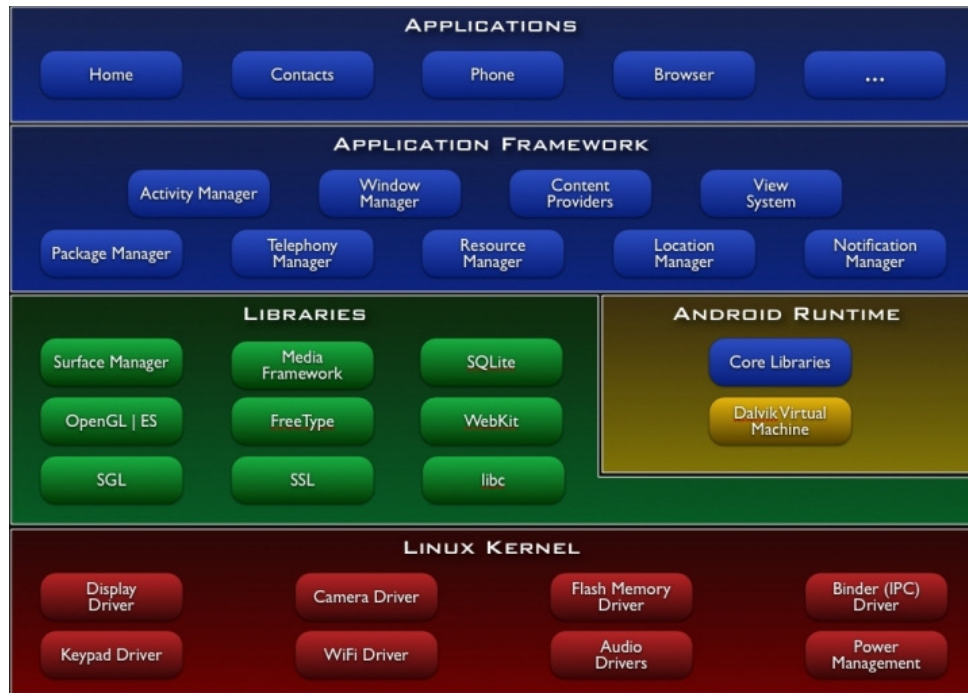 APPLICATIONS
Home
Contacts
Phone
Browser
...
APPLICATION FRAMEWORK
Activity Manager
Window
Manager
Content
Providers
View
System
Package Manager
Telephony
Manager
Resource
Manager
Location
Manager
Notification
Manager
LIBRARIES
Surface Manager
Media
Framework
SQLite
OpenGL | ES
FreeType
WebKit
SGL
SSL
libc
ANDROID RUNTIME
Core Libraries
Dalvik Virtual
Machine
LINUX KERNEL
Display
Driver
Camera Driver
Flash Memory
Driver
Binder (IPC)
Driver
Keypad Driver
WiFi Driver
Audio
Drivers
Power
Management